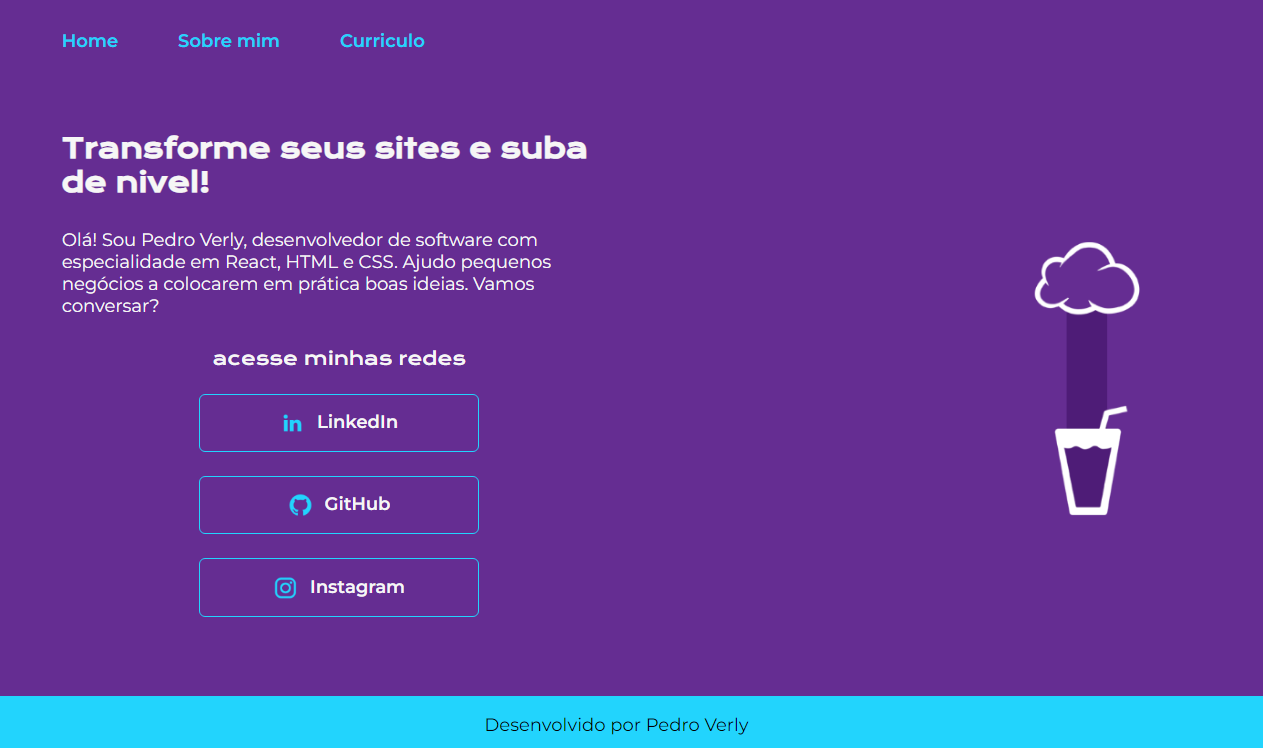 Home Sobre mim Curriculo
Transforme seus sites e suba
de nivel!
Olá! Sou Pedro Verly, desenvolvedor de software com
especialidade em React, HTML e CSS. Ajudo pequenos
negócios a colocarem em prática boas ideias. Vamos
conversar?
acesse minhas redes
LinkedIn
GitHub
Instagram
Desenvolvido por Pedro Verly